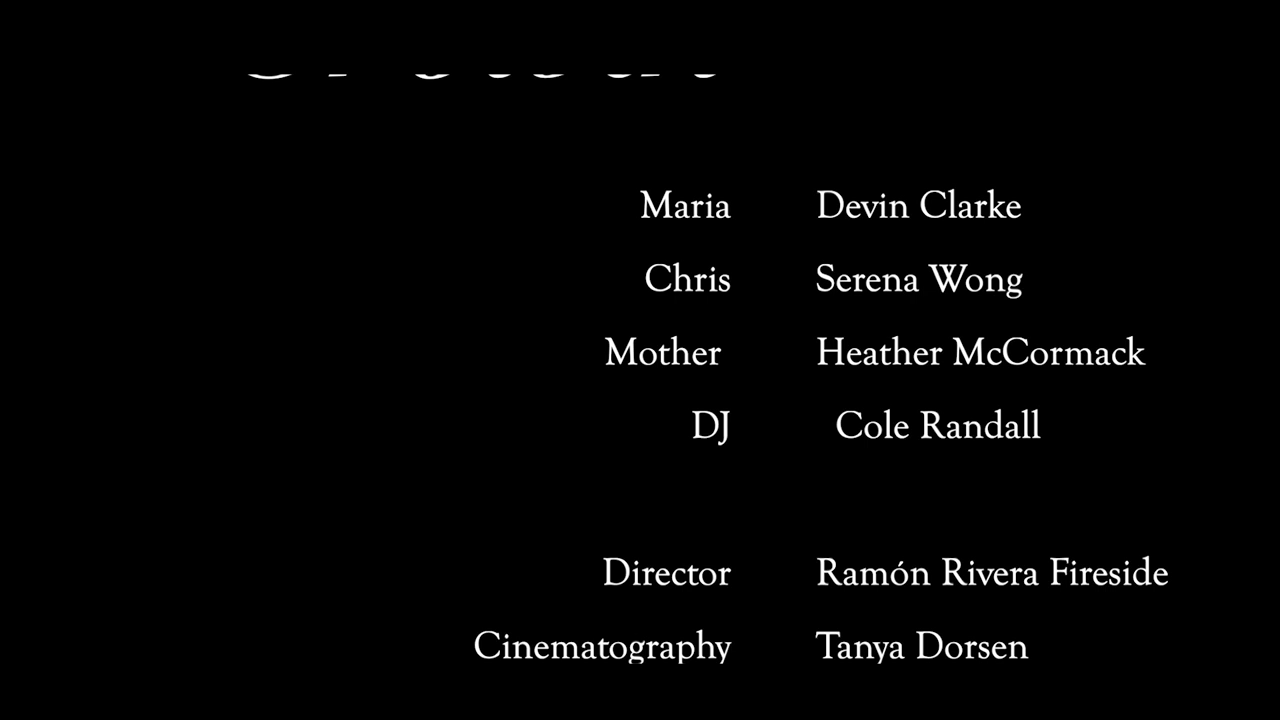 Maria Devin Clarke
Chris Serena Wong
Mother Heather McCormack
DJ Cole Randall
Director Ramón Rivera Fireside
Cinematography Tanya Dorsen